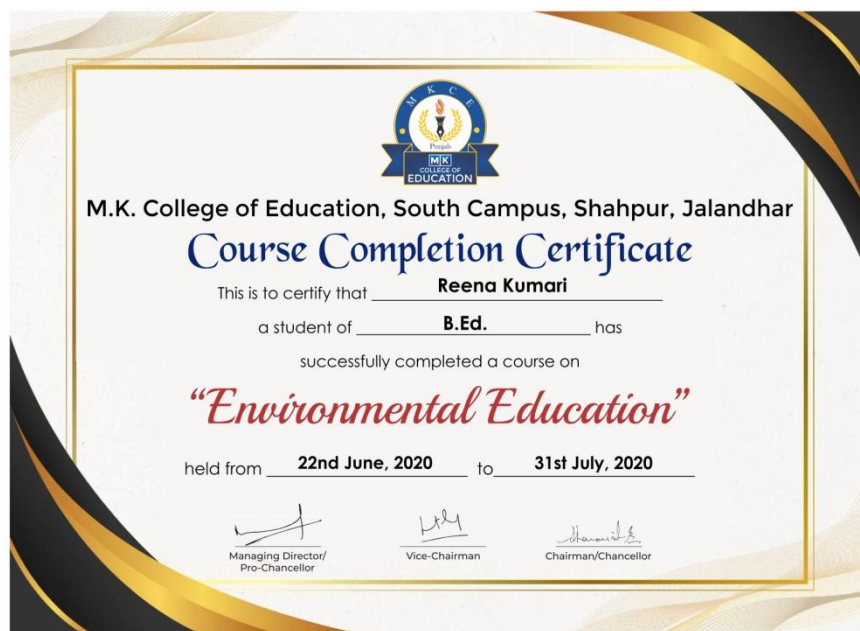 M K C E
Punjab
MK
COLLEGE OF
EDUCATION
M.K. College of Education, South Campus, Shahpur, Jalandhar
Course Completion Certificate
This is to certify that Reena Kumari
a student of B.Ed. has
successfully completed a course on
“Environmental Education”
held from 22nd June, 2020 to 31st July, 2020
Managing Director/ Vice-Chairman Chairman/Chancellor
Pro-Chancellor